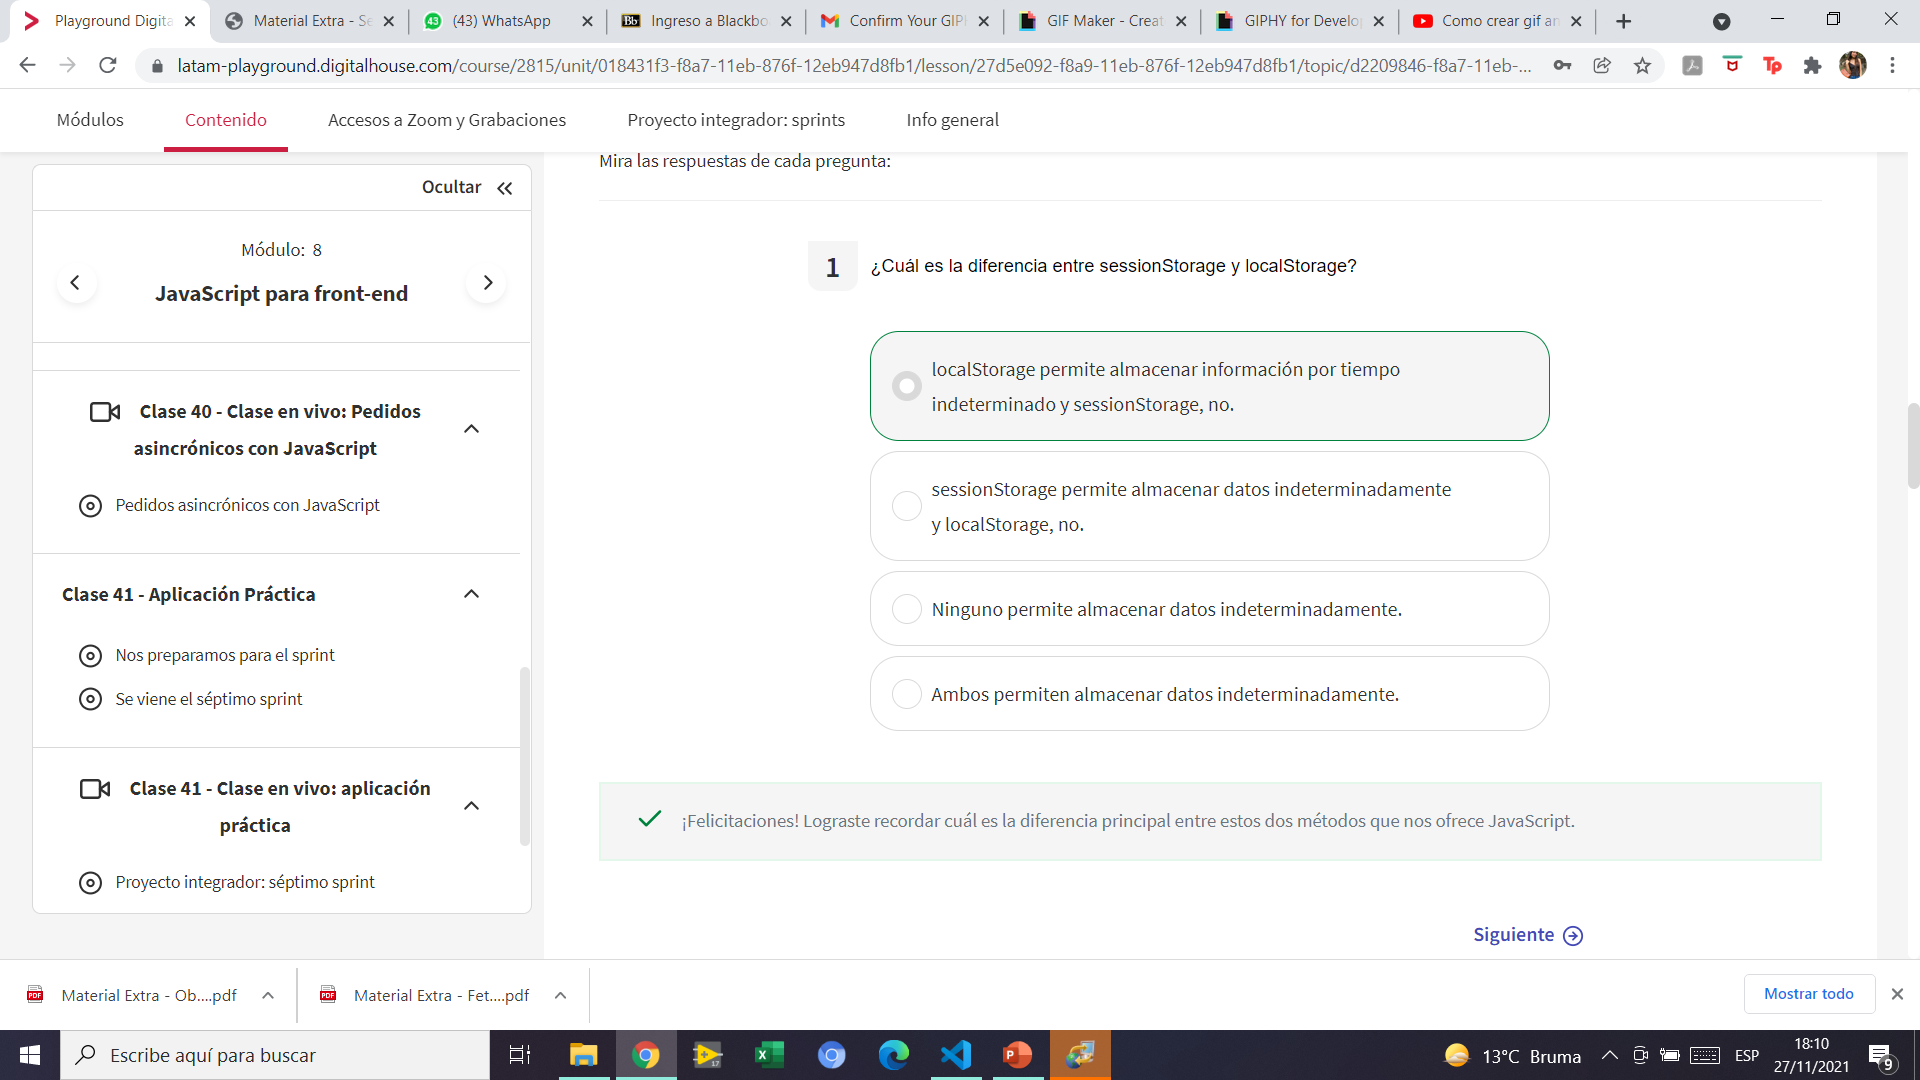 Playground Digita
Material Extra - Se
(43) WhatsApp
Ingreso a Blackbo
Confirm Your GIP
GIF Maker - Creat
GIPHY for Develo
Como crear gif an
latam-playground.digitalhouse.com/course/2815/unit/018431f3-f8a7-11eb-876f-12eb947d8fb1/lesson/27d5e092-f8a9-11eb-876f-12eb947d8fb1/topic/d2209846-f8a7-11eb-...
Módulos
Contenido
Accesos a Zoom y Grabaciones
Proyecto integrador: sprints
Info general
Ocultar
Módulo: 8
JavaScript para front-end
Clase 40 - Clase en vivo: Pedidos
asincrónicos con JavaScript
Pedidos asincrónicos con JavaScript
Clase 41 - Aplicación Práctica
Nos preparamos para el sprint
Se viene el séptimo sprint
Clase 41 - Clase en vivo: aplicación
práctica
Proyecto integrador: séptimo sprint
Mira las respuestas de cada pregunta:
1 ¿Cuál es la diferencia entre sessionStorage y localStorage?
localStorage permite almacenar información por tiempo
indeterminado y sessionStorage, no.
sessionStorage permite almacenar datos indeterminadamente
y localStorage, no.
Ninguno permite almacenar datos indeterminadamente.
Ambos permiten almacenar datos indeterminadamente.
¡Felicitaciones! Lograste recordar cuál es la diferencia principal entre estos dos métodos que nos ofrece JavaScript.
Siguiente
Material Extra - Ob....pdf
Material Extra - Fet....pdf
Mostrar todo
Escribe aquí para buscar
13°C Bruma
ESP
18:10
27/11/2021
9